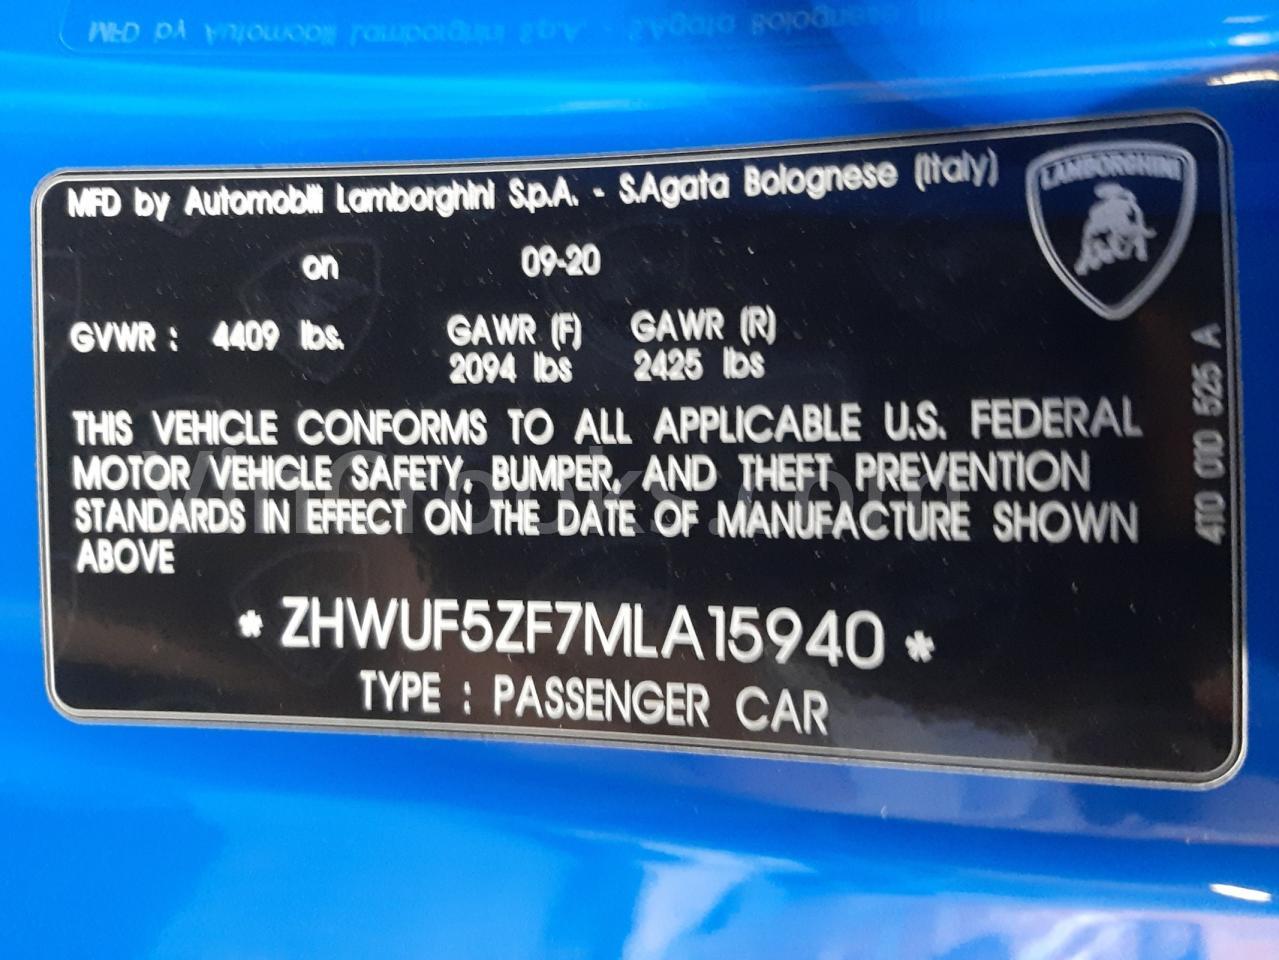 MFD by Automobili Lamborghini S.p.A. - S.Agata Bolognese (Italy)
LAMBORGHINI
on 09-20
GVWR : 4409 lbs. GAWR (F) GAWR (R)
2094 lbs 2425 lbs
THIS VEHICLE CONFORMS TO ALL APPLICABLE U.S. FEDERAL
MOTOR VEHICLE SAFETY, BUMPER, AND THEFT PREVENTION
STANDARDS IN EFFECT ON THE DATE OF MANUFACTURE SHOWN
ABOVE
* ZHWUF5ZF7MLA15940 *
TYPE : PASSENGER CAR
4T0 010 525 A